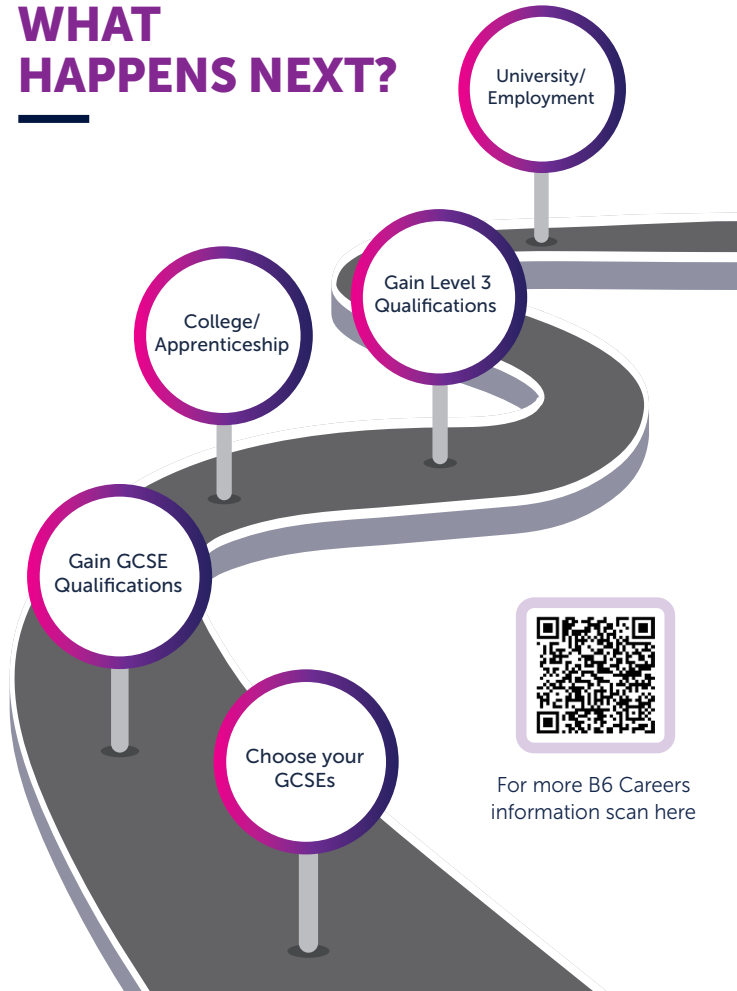 WHAT
HAPPENS NEXT?
University/
Employment
Gain Level 3
Qualifications
College/
Apprenticeship
Gain GCSE
Qualifications
Choose your
GCSEs
For more B6 Careers
information scan here